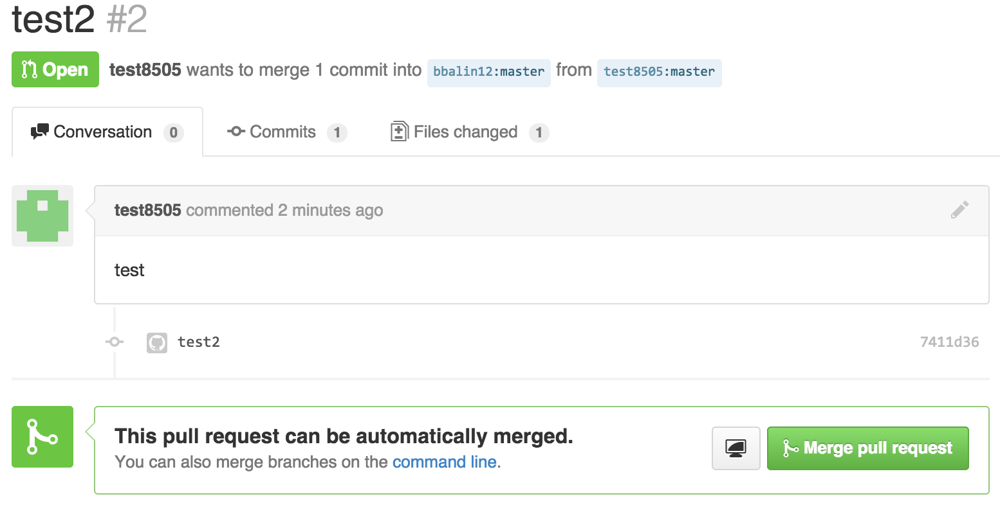 test2 #2
Open test8505 wants to merge 1 commit into bbalin12:master from test8505:master
Conversation 0 Commits 1 Files changed 1
test8505 commented 2 minutes ago
test
test2 7411d36
This pull request can be automatically merged.
You can also merge branches on the command line.
Merge pull request